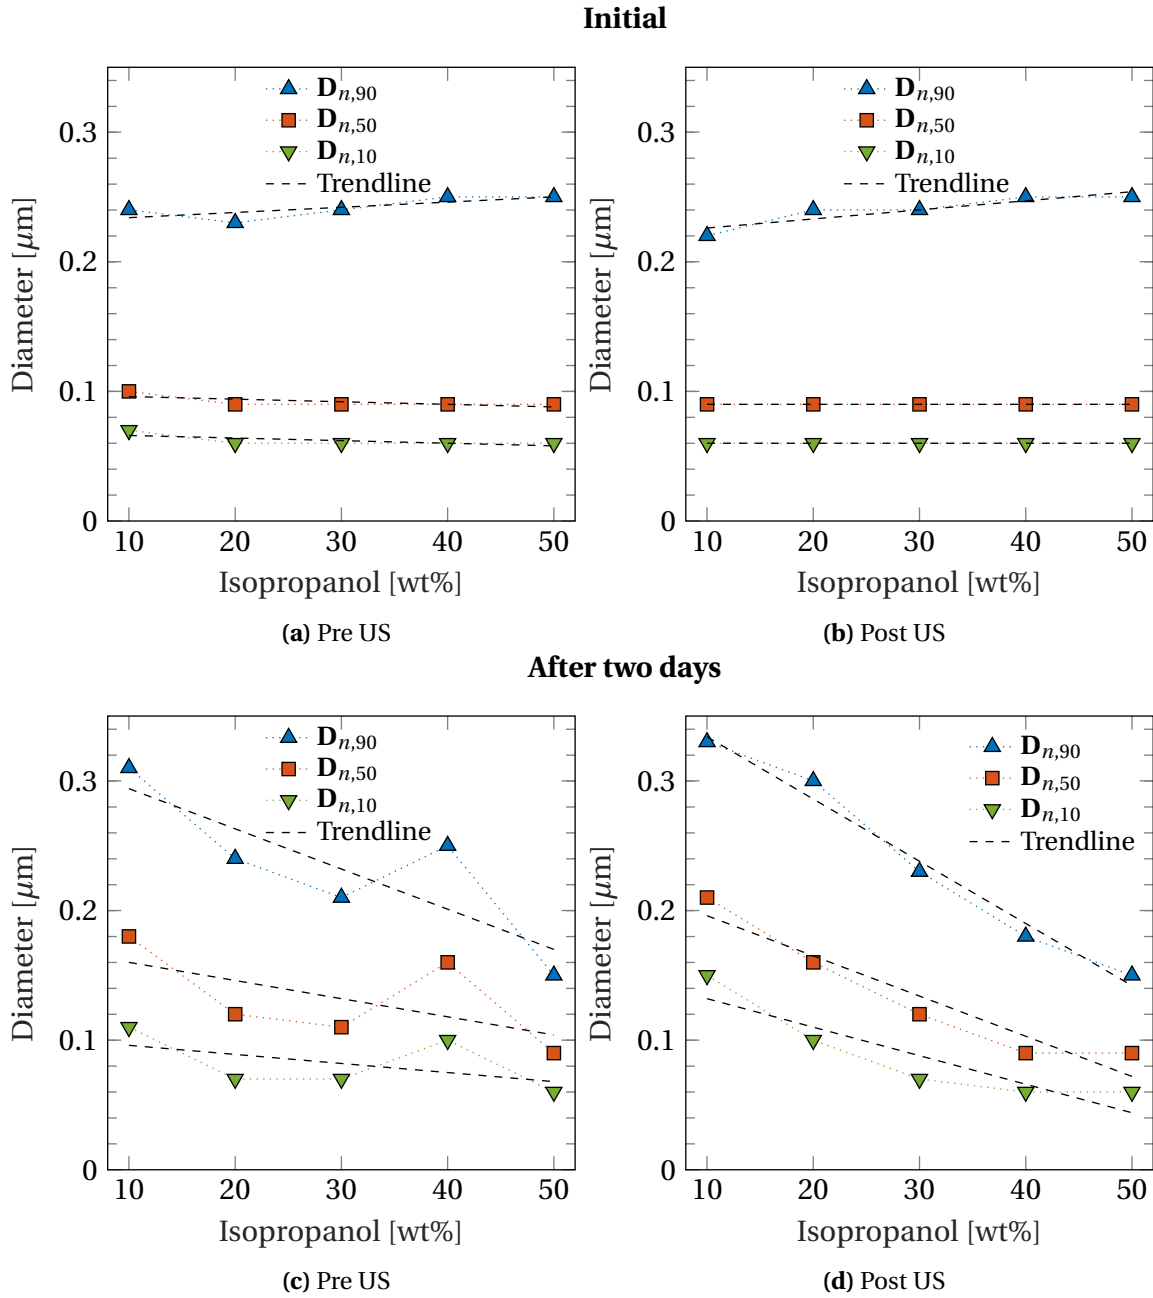 Initial
D_n,90
D_n,50
D_n,10
Trendline
0.3
0.2
0.1
0
10 20 30 40 50
Diameter [μm]
Isopropanol [wt%]
(a) Pre US
D_n,90
D_n,50
D_n,10
Trendline
0.3
0.2
0.1
0
10 20 30 40 50
Diameter [μm]
Isopropanol [wt%]
(b) Post US
After two days
D_n,90
D_n,50
D_n,10
Trendline
0.3
0.2
0.1
0
10 20 30 40 50
Diameter [μm]
Isopropanol [wt%]
(c) Pre US
D_n,90
D_n,50
D_n,10
Trendline
0.3
0.2
0.1
0
10 20 30 40 50
Diameter [μm]
Isopropanol [wt%]
(d) Post US